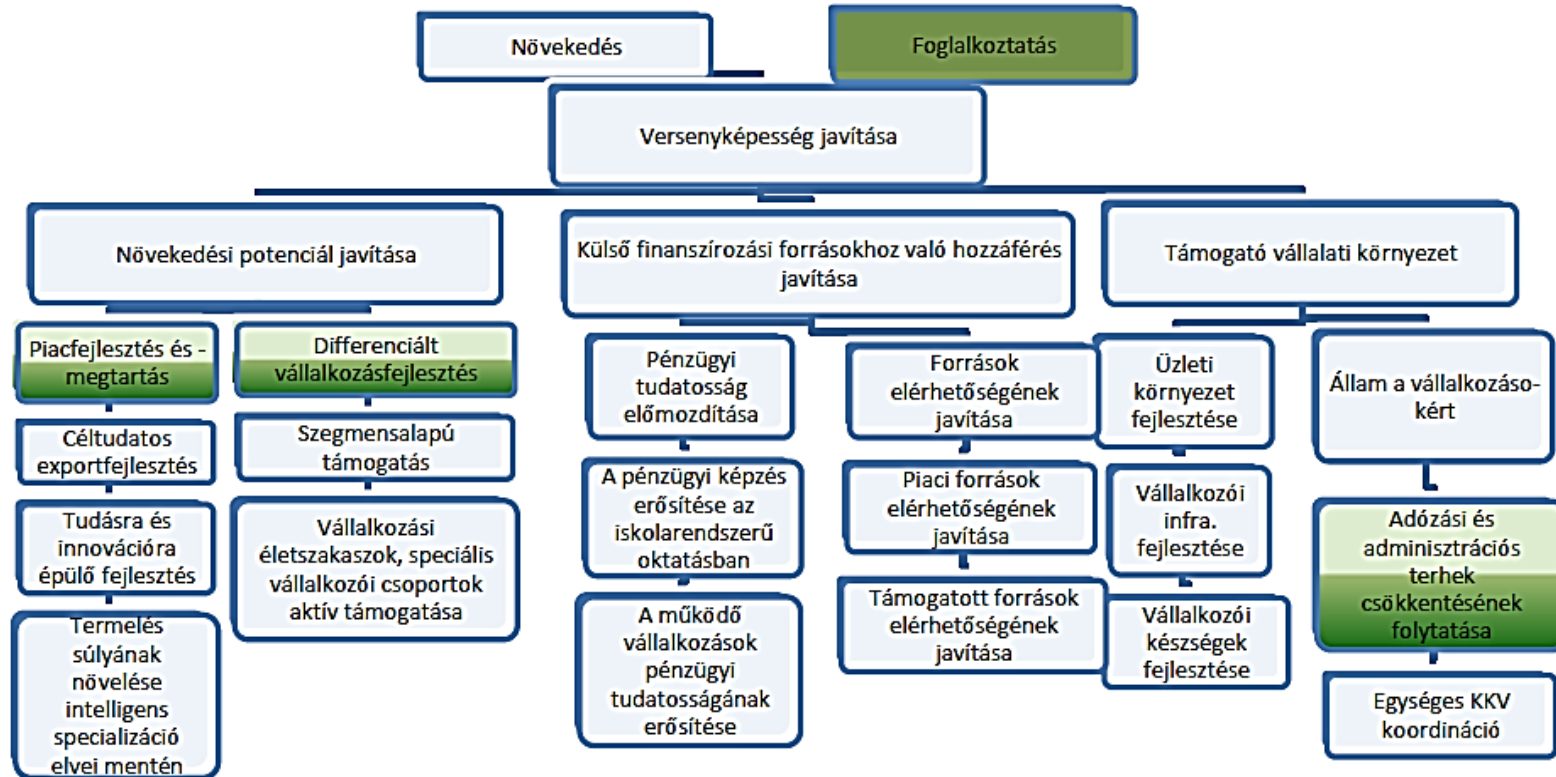 Növekedés
Foglalkoztatás
Versenyképesség javítása
Növekedési potenciál javítása
Külső finanszírozási forrásokhoz való hozzáférés
javítása
Támogató vállalati környezet
Piacfejlesztés és -
megtartás
Céltudatos
exportfejlesztés
Tudásra és
innovációra
épülő fejlesztés
Termelés
súlyának
növelése
intelligens
specializáció
elvei mentén
Differenciált
vállalkozásfejlesztés
Szegmensalapú
támogatás
Vállalkozási
életszakaszok, speciális
vállalkozói csoportok
aktív támogatása
Pénzügyi
tudatosság
előmozdítása
A pénzügyi képzés
erősítése az
iskolarendszerű
oktatásban
A működő
vállalkozások
pénzügyi
tudatosságának
erősítése
Források
elérhetőségének
javítása
Piaci források
elérhetőségének
javítása
Támogatott források
elérhetőségének
javítása
Üzleti
környezet
fejlesztése
Vállalkozói
infra.
fejlesztése
Vállalkozói
készségek
fejlesztése
Állam a vállalkozáso-
kért
Adózási és
adminisztrációs
terhek
csökkentésének
folytatása
Egységes KKV
koordináció